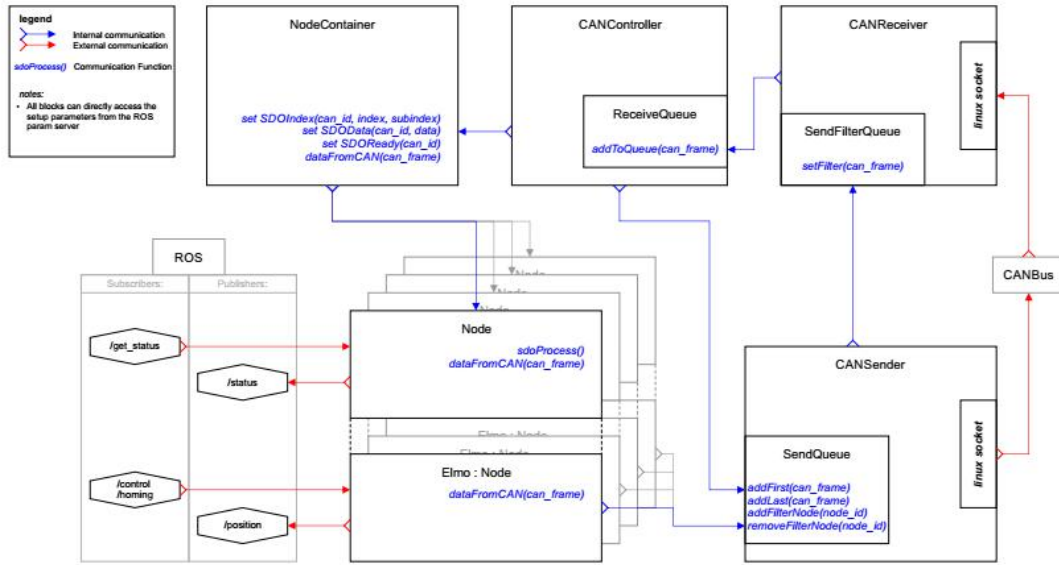 legend
Internal communication
External communication
sdoProcess() Communication Function
notes:
• All blocks can directly access the
setup parameters from the ROS
param server
NodeContainer
set SDOIndex(can_id, index, subindex)
set SDOData(can_id, data)
set SDOReady(can_id)
dataFromCAN(can_frame)
CANController
ReceiveQueue
addToQueue(can_frame)
CANReceiver
linux socket
SendFilterQueue
setFilter(can_frame)
CANBus
ROS
Subscribers:
Publishers:
/get_status
/status
/control
/homing
/position
Node
Node
Node
Node
sdoProcess()
dataFromCAN(can_frame)
Elmo : Node
Elmo : Node
Elmo : Node
dataFromCAN(can_frame)
CANSender
linux socket
SendQueue
addFirst(can_frame)
addLast(can_frame)
addFilterNode(node_id)
removeFilterNode(node_id)